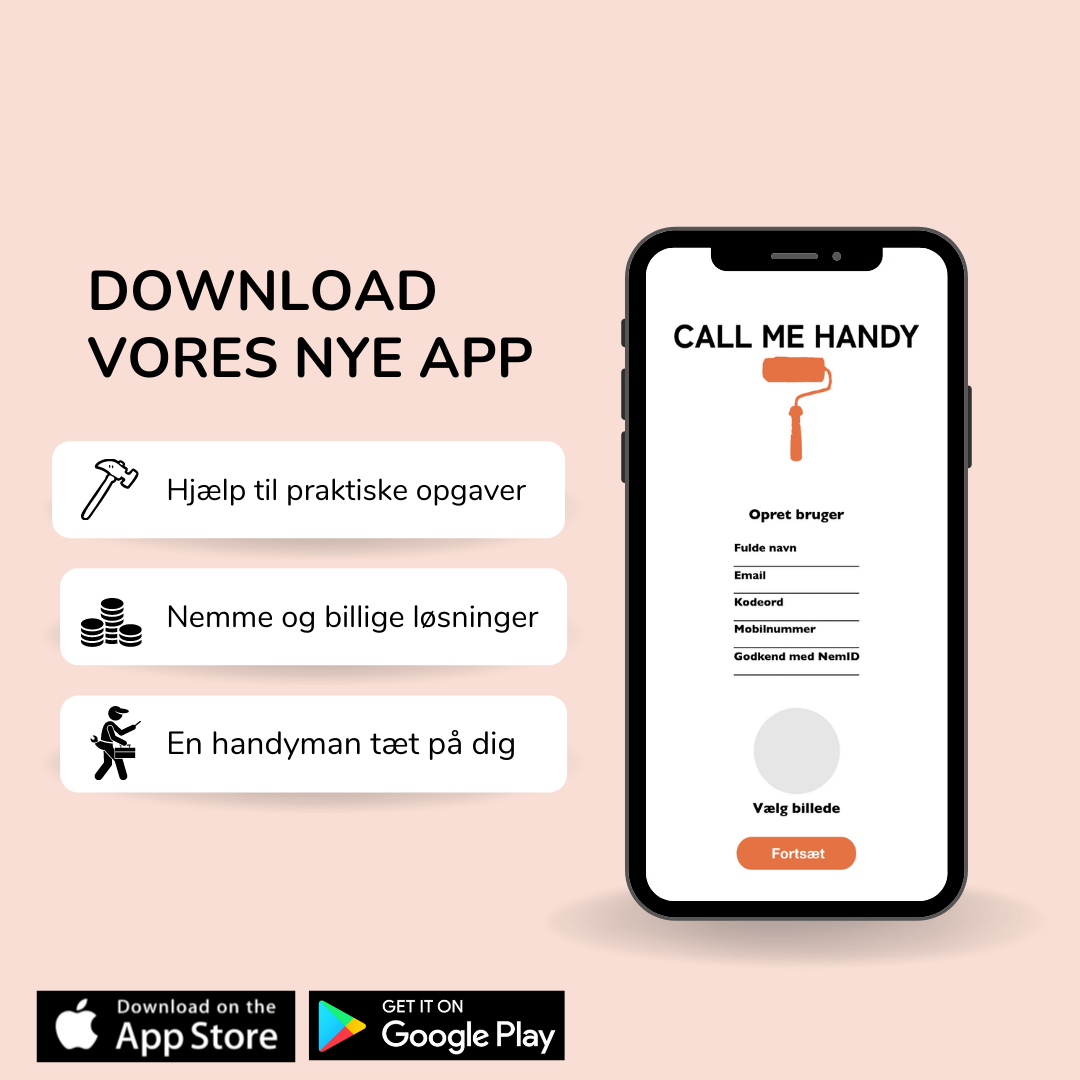 DOWNLOAD
VORES NYE APP
Hjælp til praktiske opgaver
Nemme og billige løsninger
En handyman tæt på dig
CALL ME HANDY
Opret bruger
Fulde navn
Email
Kodeord
Mobilnummer
Godkend med NemID
Vælg billede
Fortsæt
Download on the
App Store
GET IT ON
Google Play